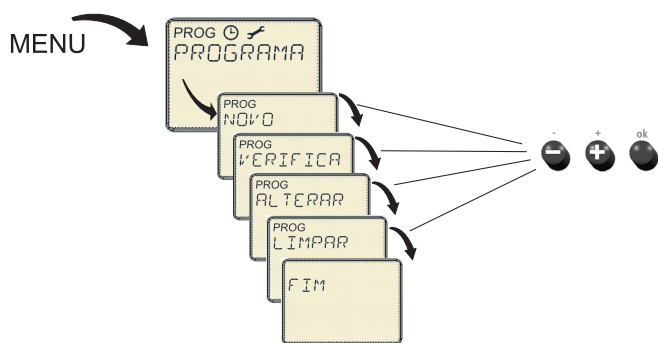 MENU
PROG
PROGRAMA
PROG
NOVO
PROG
VERIFICA
PROG
ALTERAR
PROG
LIMPAR
FIM
- + ok